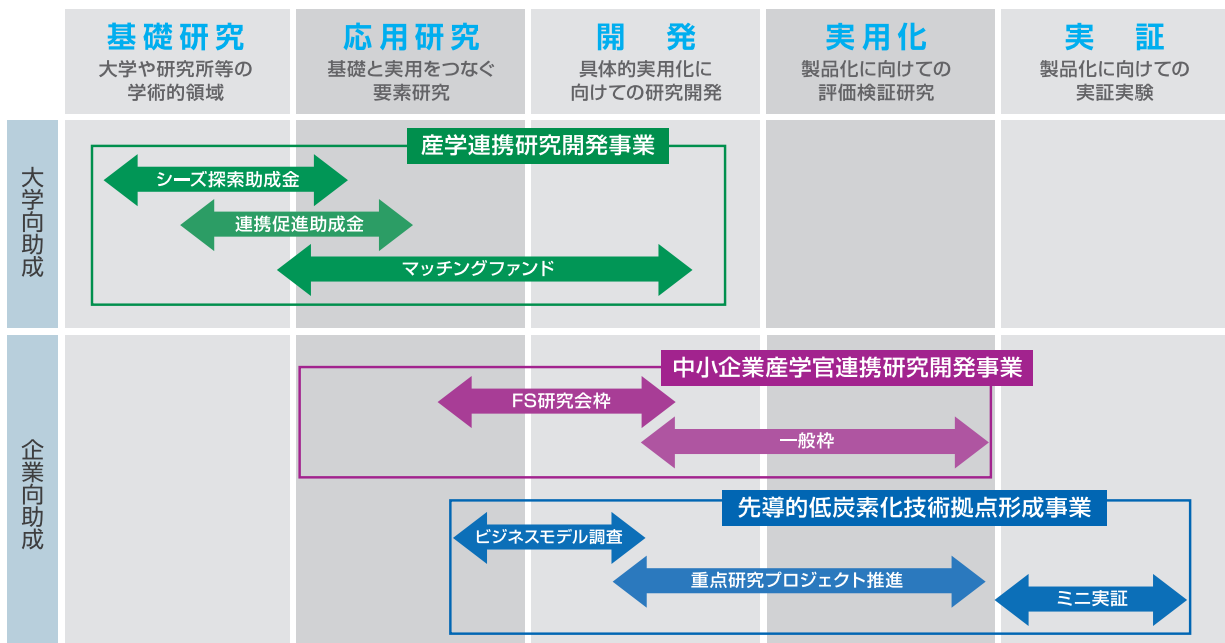 基礎研究
大学や研究所等の
学術的領域
応用研究
基礎と実用をつなぐ
要素研究
開　発
具体的実用化に
向けての研究開発
実用化
製品化に向けての
評価検証研究
実　証
製品化に向けての
実証実験
大学向助成
産学連携研究開発事業
シーズ探索助成金
連携促進助成金
マッチングファンド
企業向助成
中小企業産学官連携研究開発事業
FS研究会枠
一般枠
先導的低炭素化技術拠点形成事業
ビジネスモデル調査
重点研究プロジェクト推進
ミニ実証